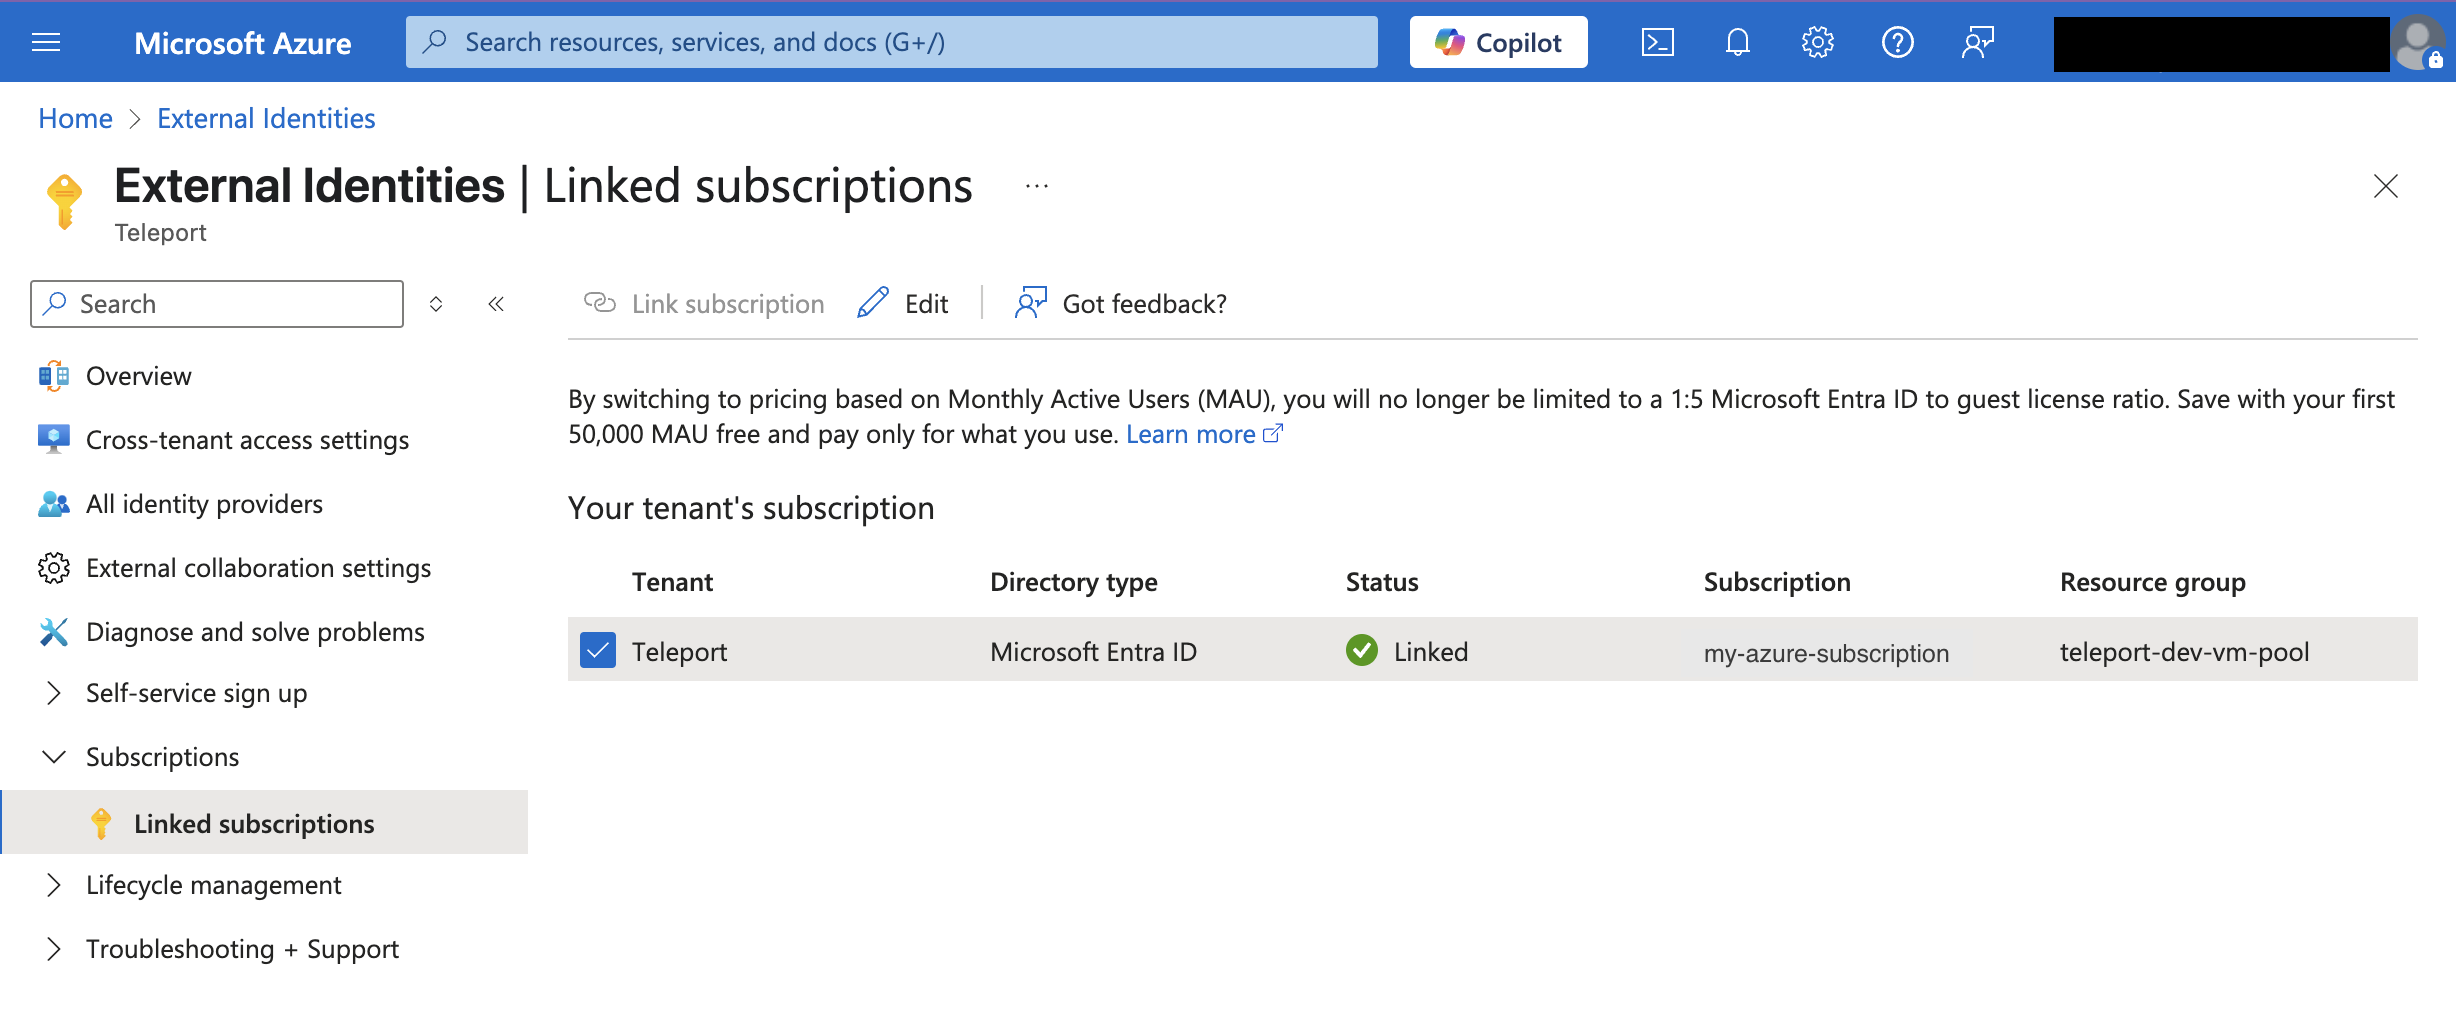 Microsoft Azure
Search resources, services, and docs (G+/)
Copilot
Home > External Identities
External Identities | Linked subscriptions ...
Teleport
Search
Link subscription
Edit
Got feedback?
Overview
Cross-tenant access settings
All identity providers
External collaboration settings
Diagnose and solve problems
Self-service sign up
Subscriptions
Linked subscriptions
Lifecycle management
Troubleshooting + Support
By switching to pricing based on Monthly Active Users (MAU), you will no longer be limited to a 1:5 Microsoft Entra ID to guest license ratio. Save with your first
50,000 MAU free and pay only for what you use. Learn more
Your tenant's subscription
Tenant Directory type Status Subscription Resource group
Teleport Microsoft Entra ID Linked my-azure-subscription teleport-dev-vm-pool